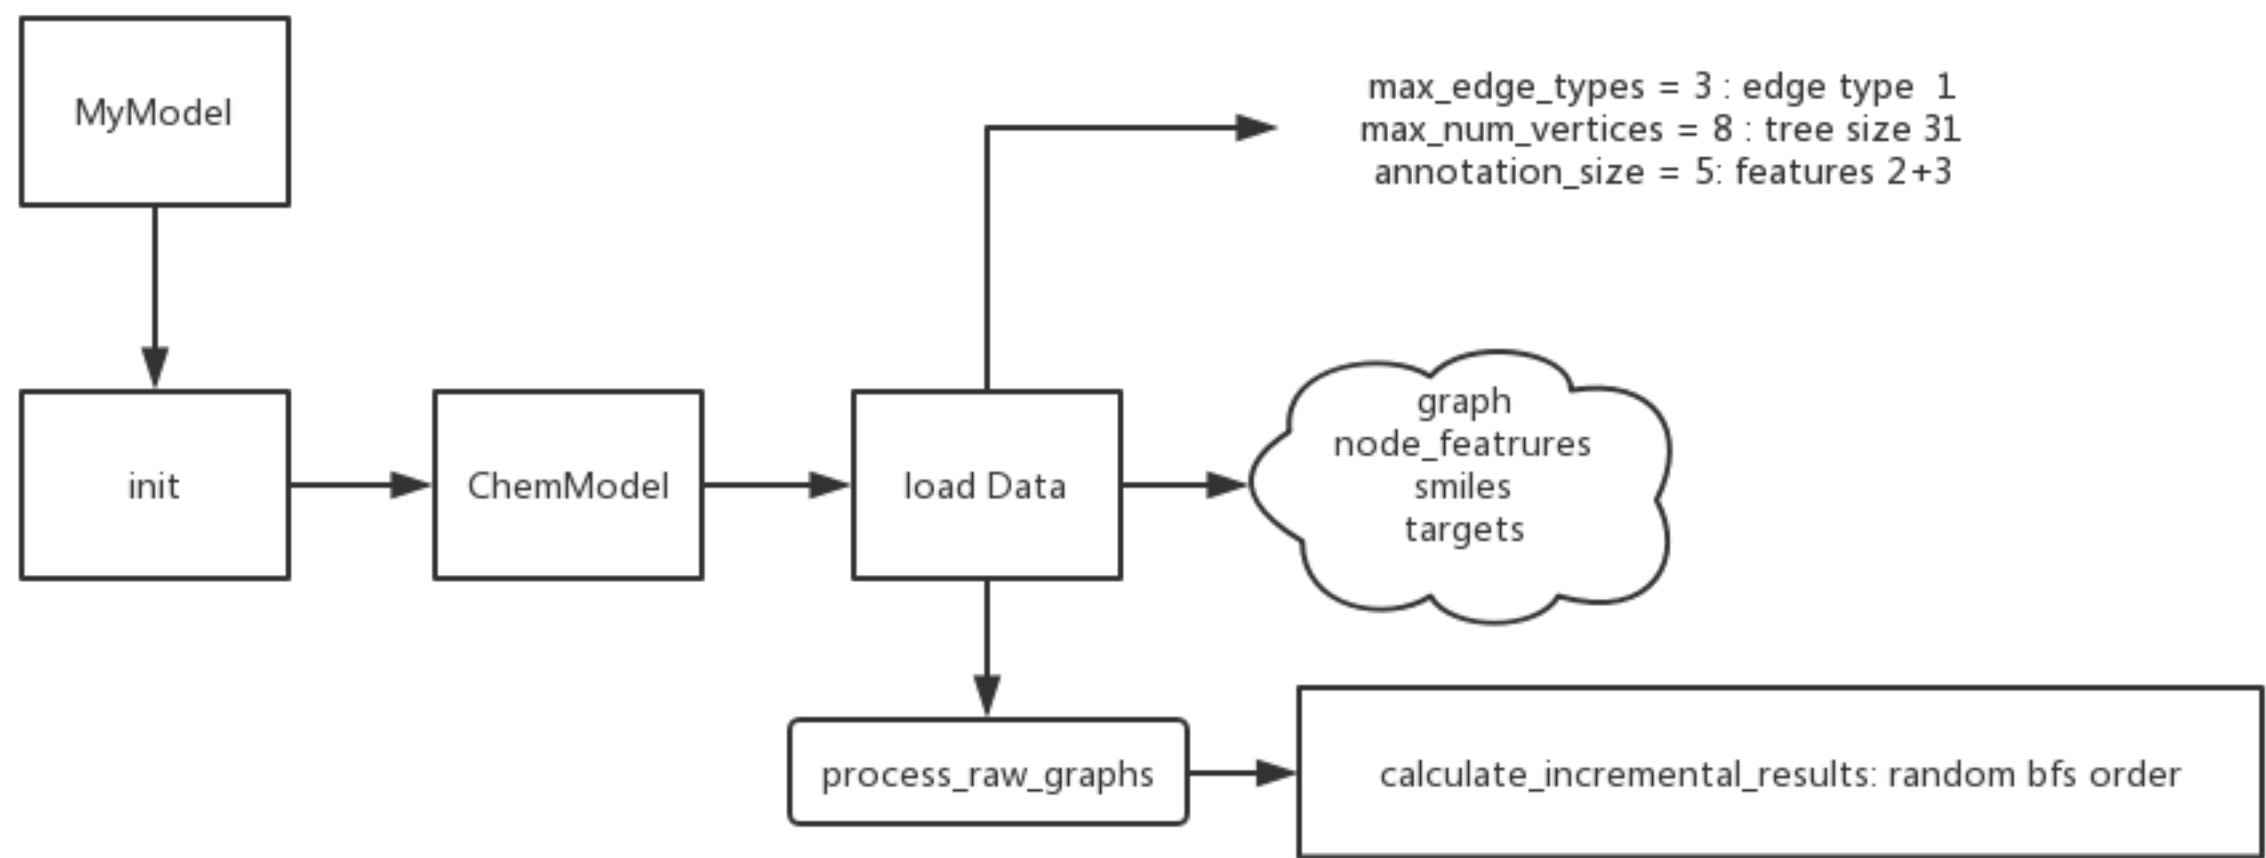 MyModel
max_edge_types = 3 : edge type  1
max_num_vertices = 8 : tree size 31
annotation_size = 5: features 2+3
init
ChemModel
load Data
graph
node_featrures
smiles
targets
process_raw_graphs
calculate_incremental_results: random bfs order